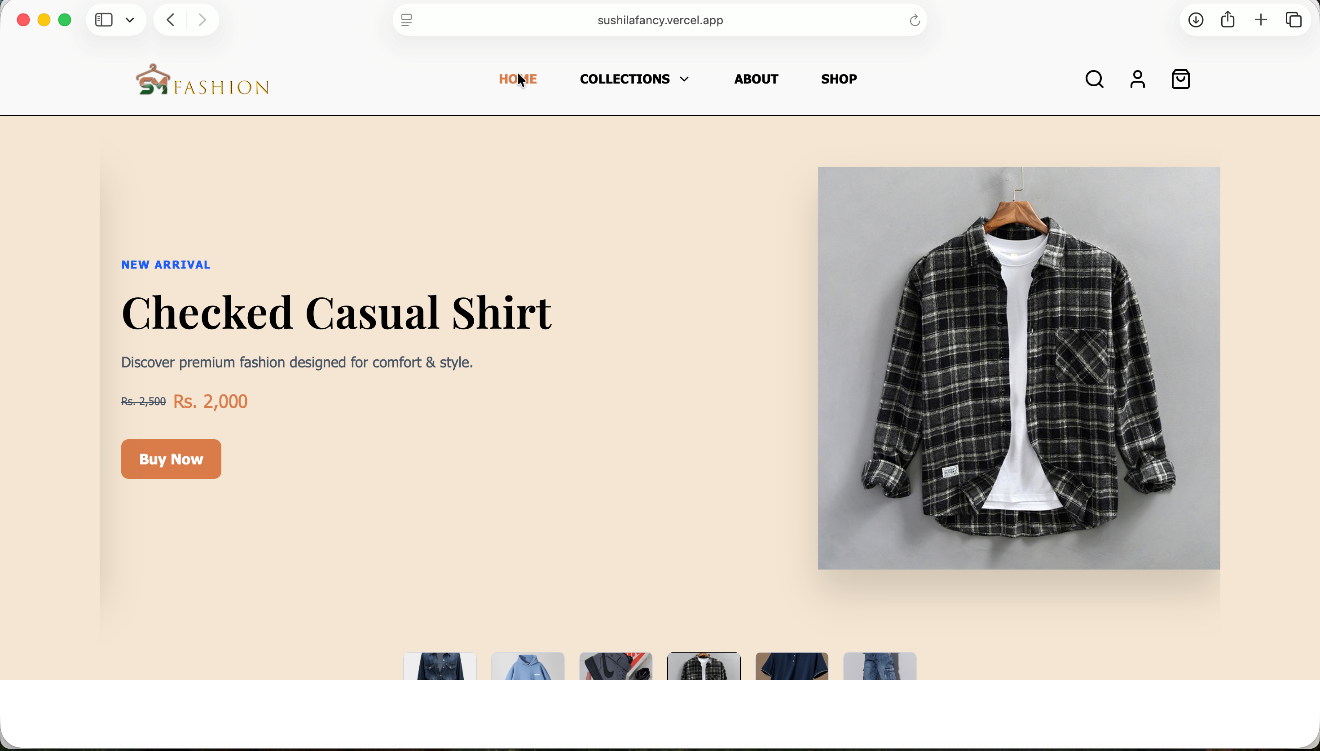 sushilafancy.vercel.app
SM FASHION
HOME
COLLECTIONS
ABOUT
SHOP
NEW ARRIVAL
Checked Casual Shirt
Discover premium fashion designed for comfort & style.
Rs. 2,500 Rs. 2,000
Buy Now